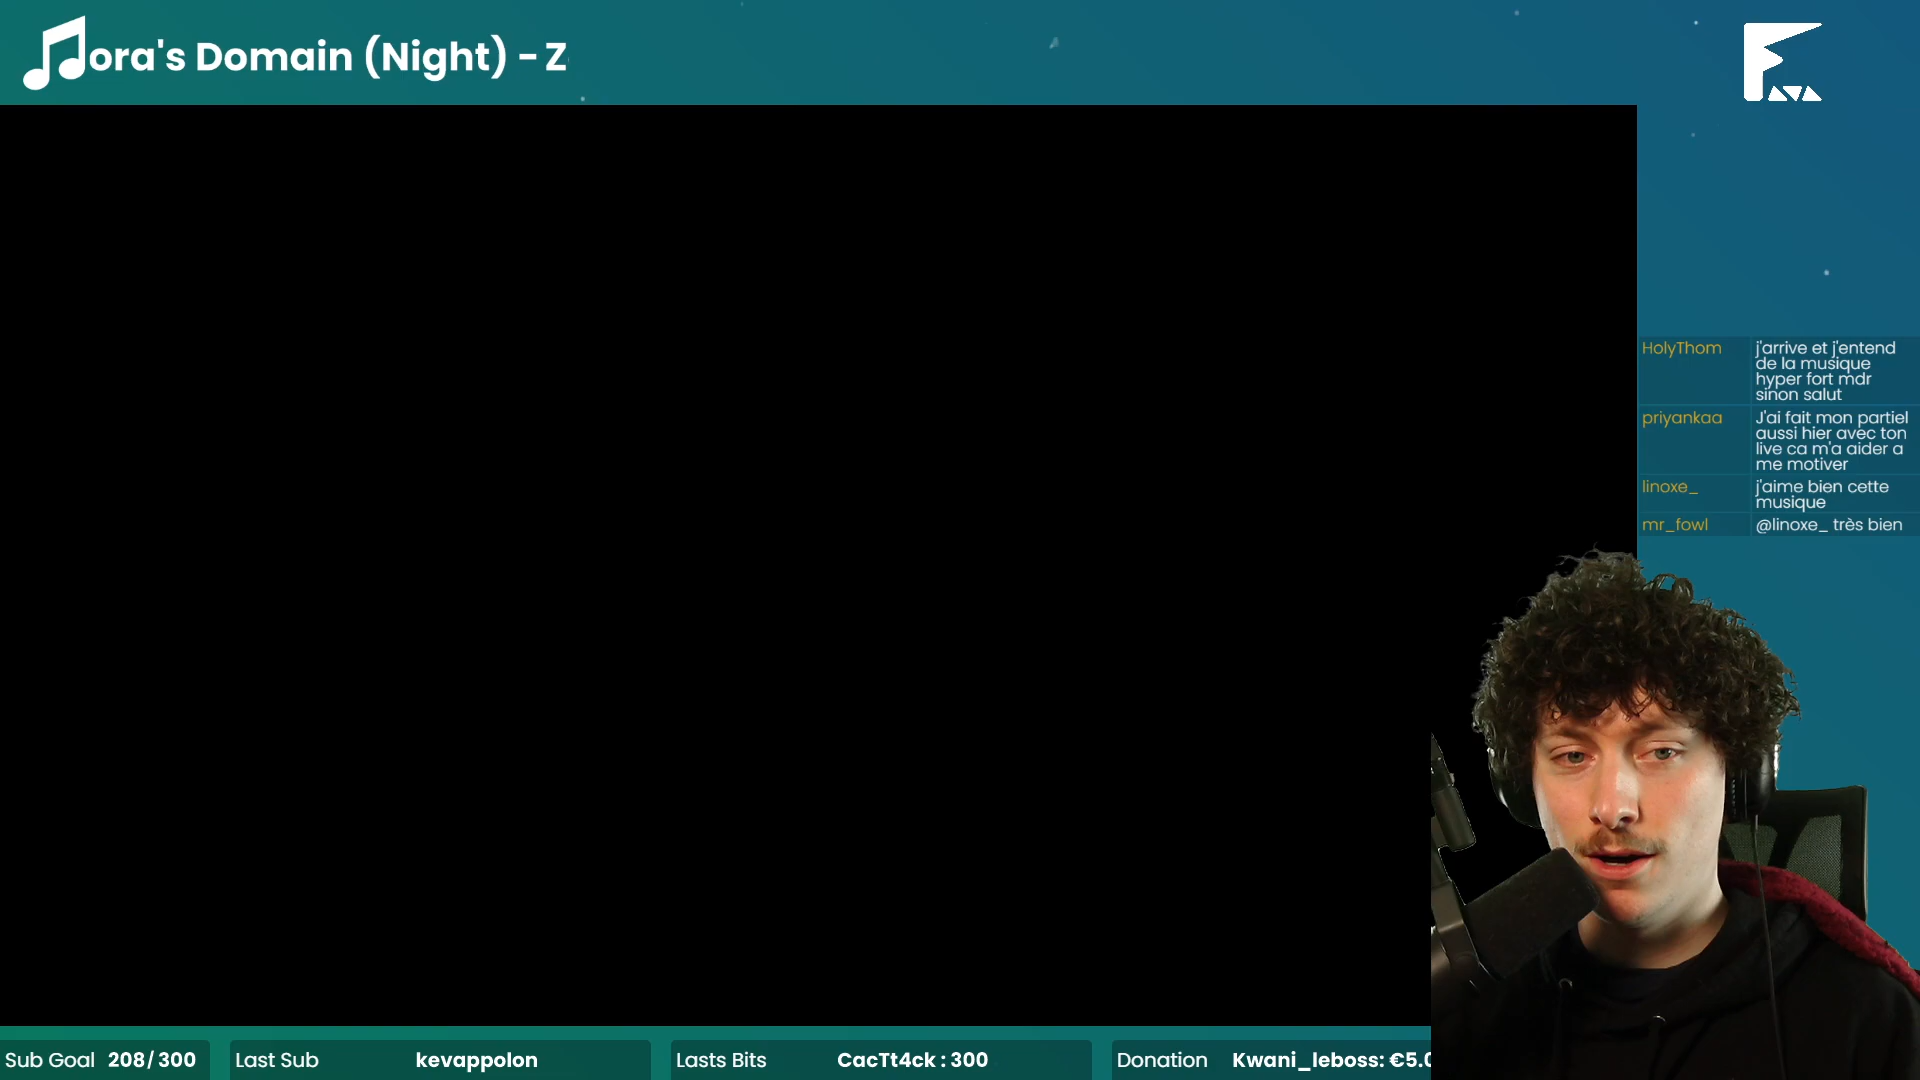 ora's Domain (Night) - Z
HolyThom j'arrive et j'entend
de la musique
hyper fort mdr
sinon salut
priyankaa J'ai fait mon partiel
aussi hier avec ton
live ca m'a aider a
me motiver
linoxe_ j'aime bien cette
musique
mr_fowl @linoxe_ très bien
Sub Goal 208/300 Last Sub kevappolon Lasts Bits CacTt4ck : 300 Donation Kwani_leboss: €5.0